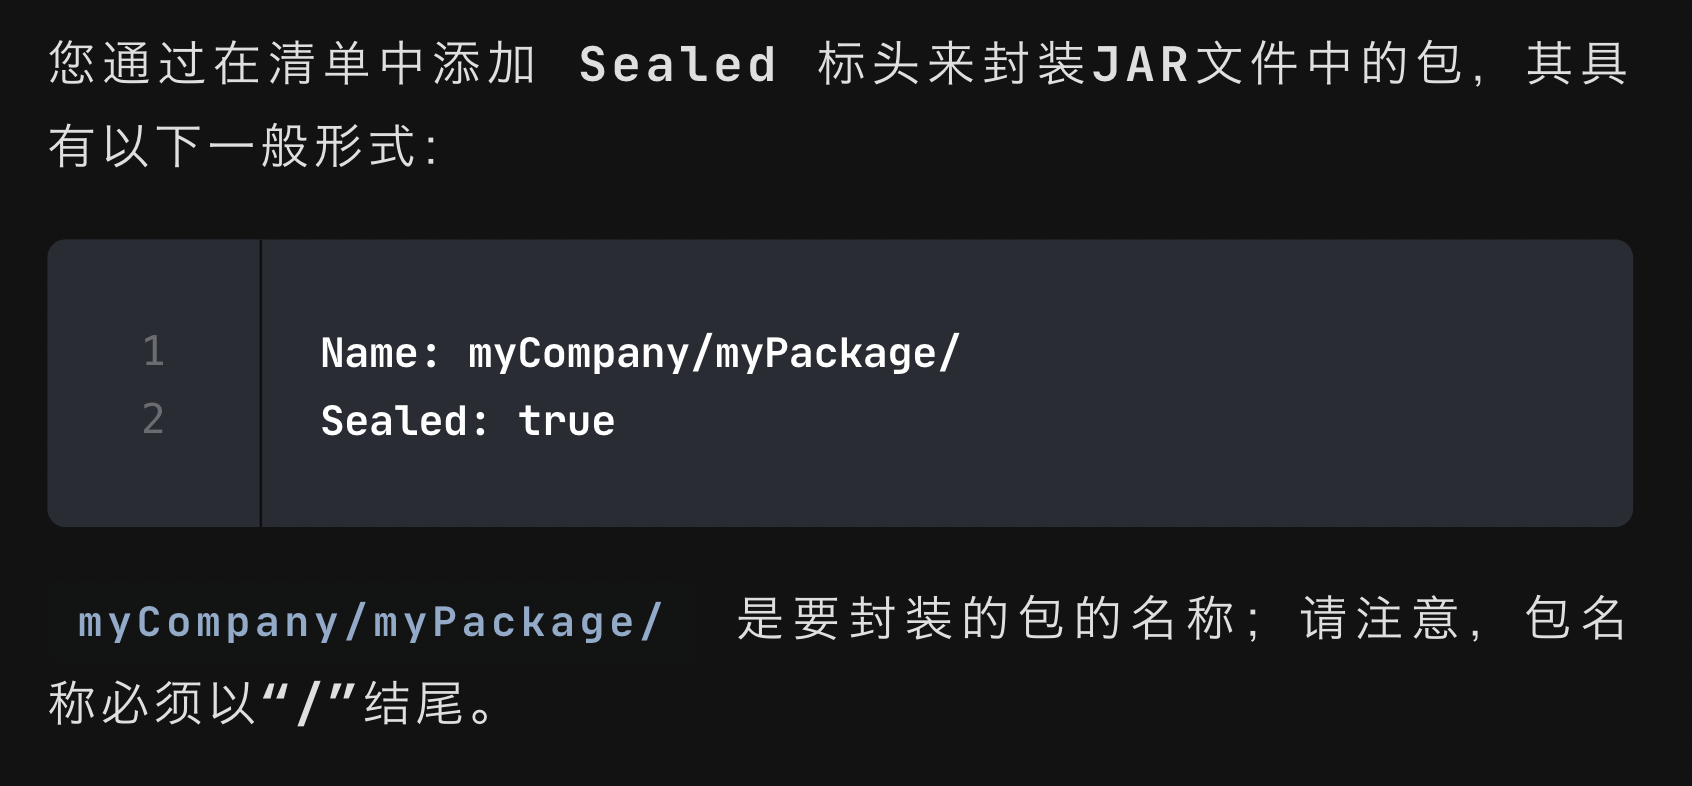 您通过在清单中添加 Sealed 标头来封装JAR文件中的包，其具
有以下一般形式：
1 Name: myCompany/myPackage/
2 Sealed: true
myCompany/myPackage/ 是要封装的包的名称；请注意，包名
称必须以“/”结尾。